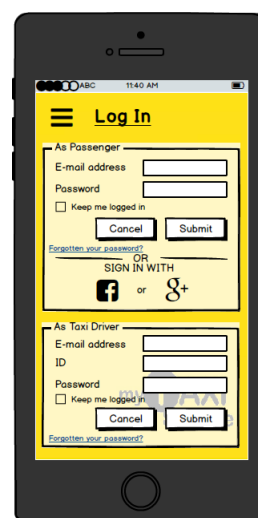 ABC 11:40 AM
Log In
As Passenger
E-mail address
Password
Keep me logged in
Cancel Submit
Forgotten your password?
OR
SIGN IN WITH
f or g+
As Taxi Driver
E-mail address
ID
Password
my TAXI
Keep me logged in
Cancel Submit
Forgotten your password?